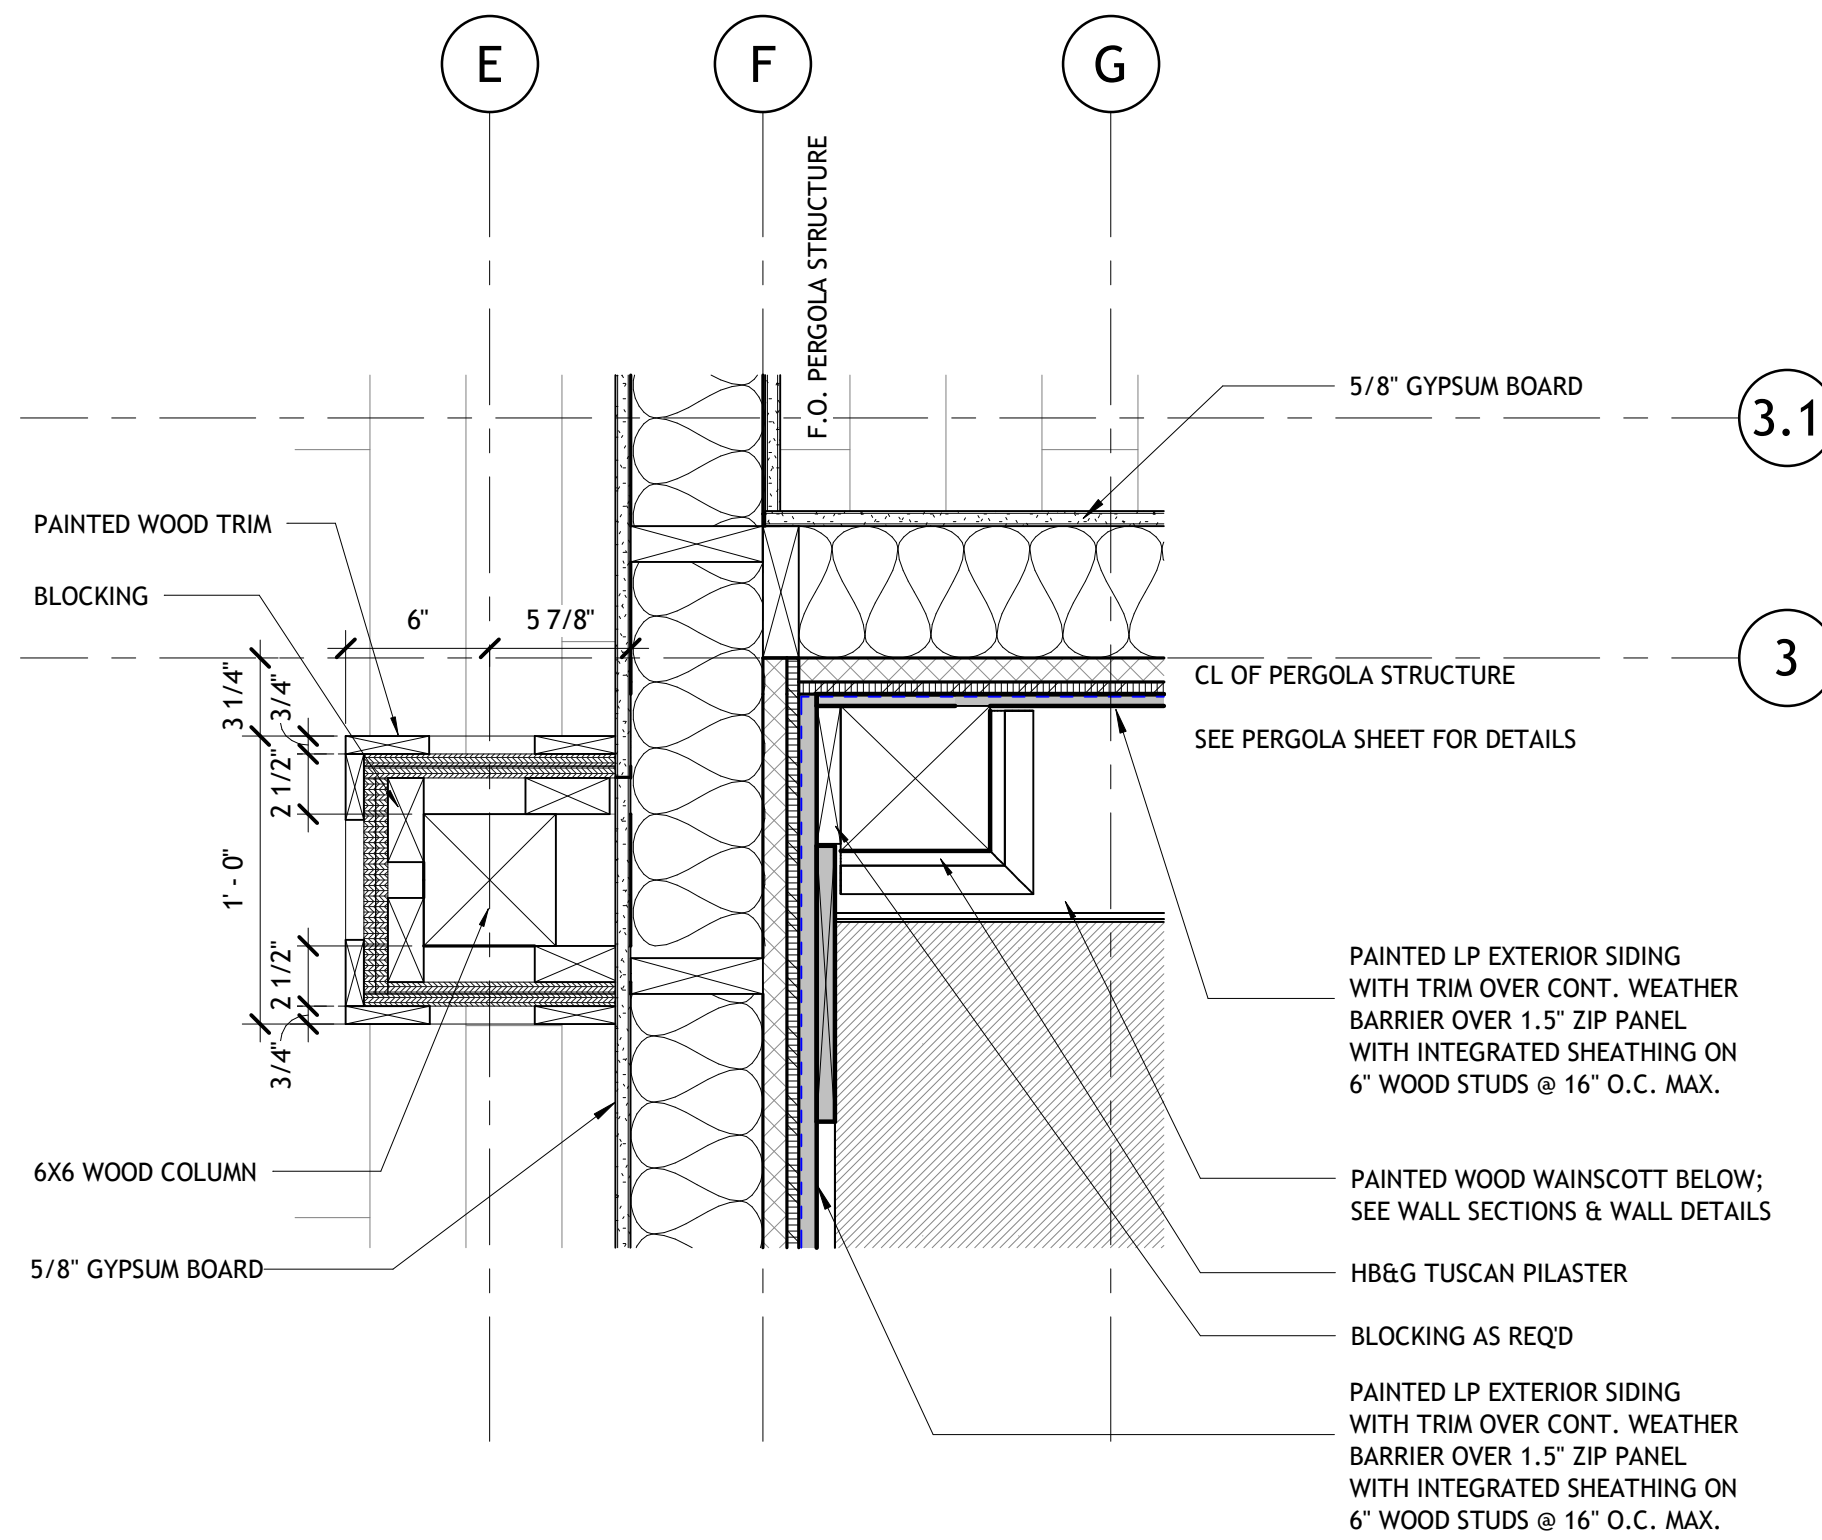 E
F
G
F.O. PERGOLA STRUCTURE
5/8" GYPSUM BOARD
3.1
PAINTED WOOD TRIM
BLOCKING
6"
5 7/8"
3
3 1/4"
3/4"
CL OF PERGOLA STRUCTURE
SEE PERGOLA SHEET FOR DETAILS
2 1/2"
1' - 0"
2 1/2"
3/4"
PAINTED LP EXTERIOR SIDING
WITH TRIM OVER CONT. WEATHER
BARRIER OVER 1.5" ZIP PANEL
WITH INTEGRATED SHEATHING ON
6" WOOD STUDS @ 16" O.C. MAX.
6X6 WOOD COLUMN
PAINTED WOOD WAINSCOTT BELOW;
SEE WALL SECTIONS & WALL DETAILS
5/8" GYPSUM BOARD
HB&G TUSCAN PILASTER
BLOCKING AS REQ'D
PAINTED LP EXTERIOR SIDING
WITH TRIM OVER CONT. WEATHER
BARRIER OVER 1.5" ZIP PANEL
WITH INTEGRATED SHEATHING ON
6" WOOD STUDS @ 16" O.C. MAX.